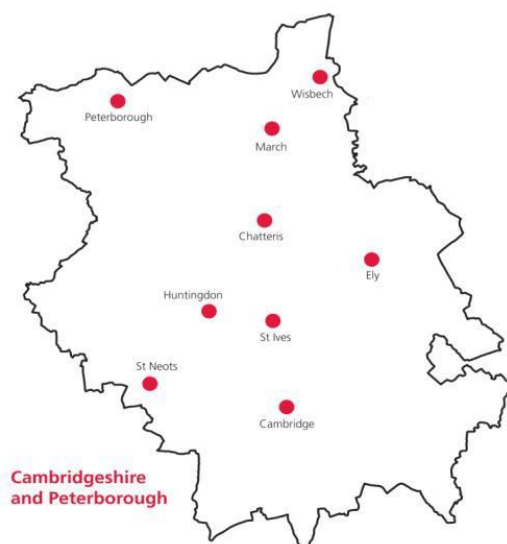 Wisbech
Peterborough
March
Chatteris
Ely
Huntingdon
St Ives
St Neots
Cambridge
Cambridgeshire
and Peterborough